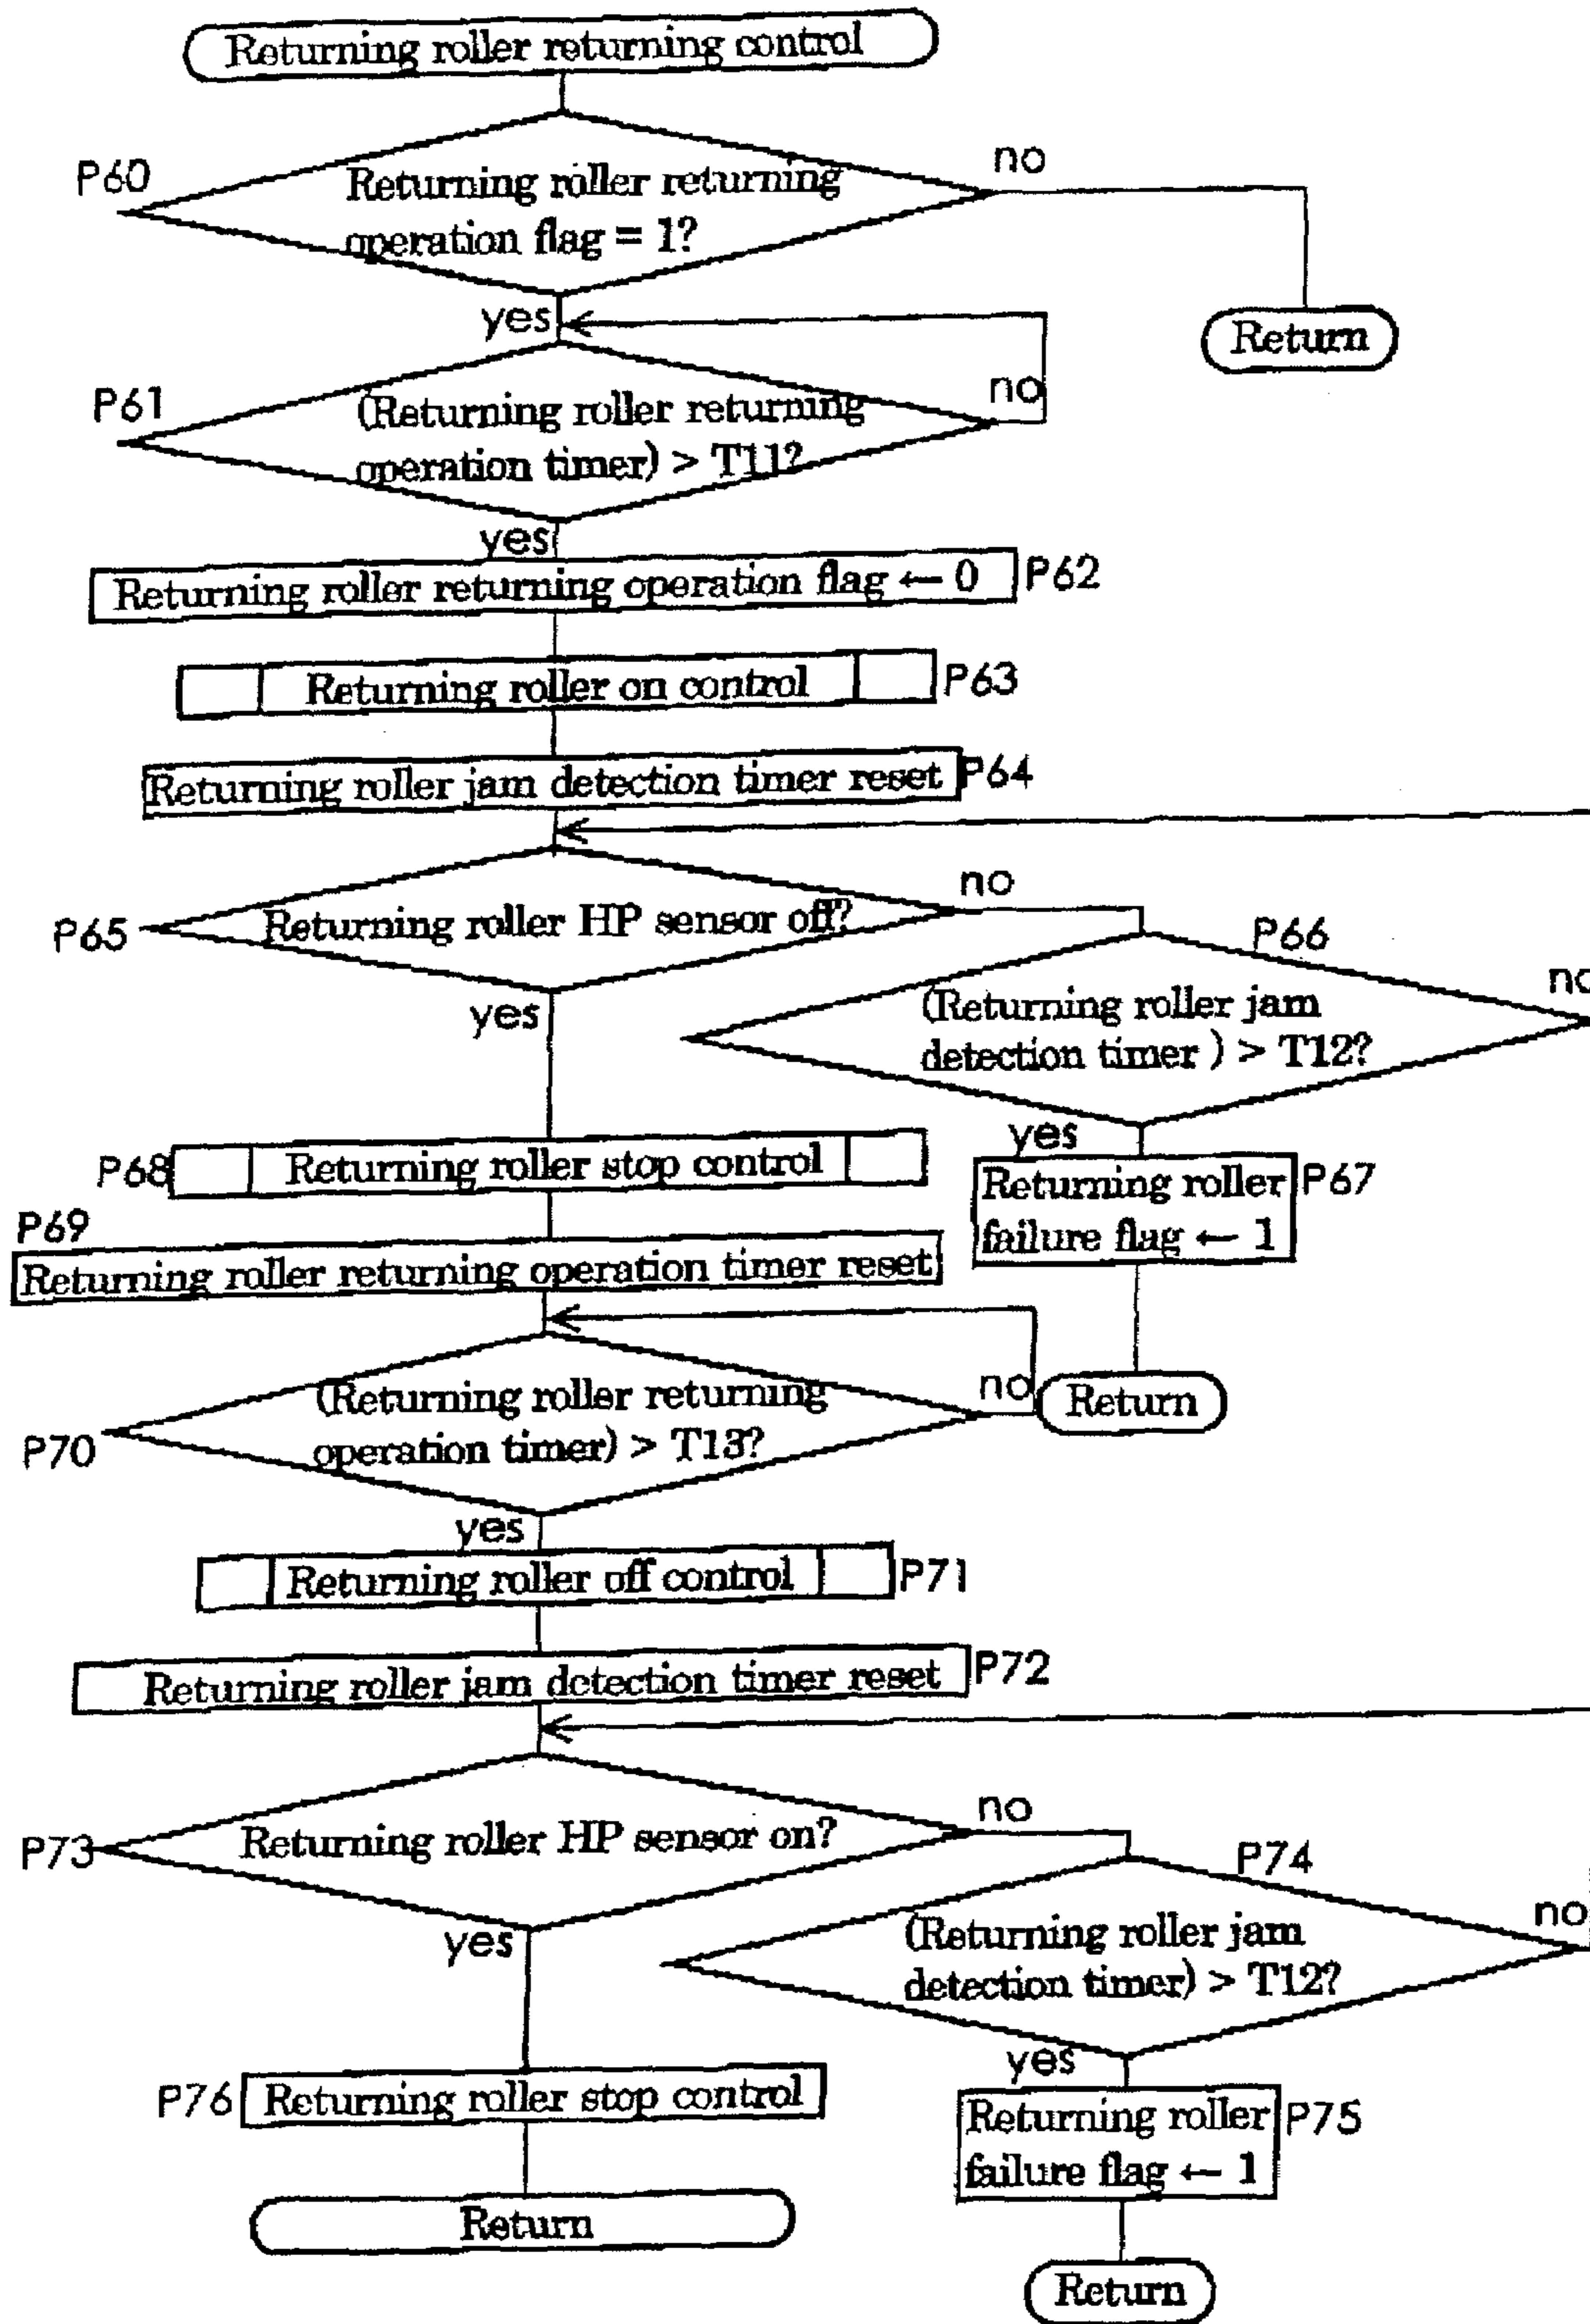 Returning roller returning control
P60
Returning roller returning
operation flag = 1?
no
Return
yes
P61
(Returning roller returning
operation timer) > T11?
no
yes
Returning roller returning operation flag ← 0
P62
Returning roller on control
P63
Returning roller jam detection timer reset
P64
P65
Returning roller HP sensor off?
no
yes
P66
(Returning roller jam
detection timer ) > T12?
no
yes
P68
Returning roller stop control
Returning roller
failure flag ← 1
P67
Return
P69
Returning roller returning operation timer reset
P70
(Returning roller returning
operation timer) > T13?
no
yes
Returning roller off control
P71
Returning roller jam detection timer reset
P72
P73
Returning roller HP sensor on?
no
yes
P74
(Returning roller jam
detection timer) > T12?
no
yes
P76
Returning roller stop control
Return
Returning roller
failure flag ← 1
P75
Return